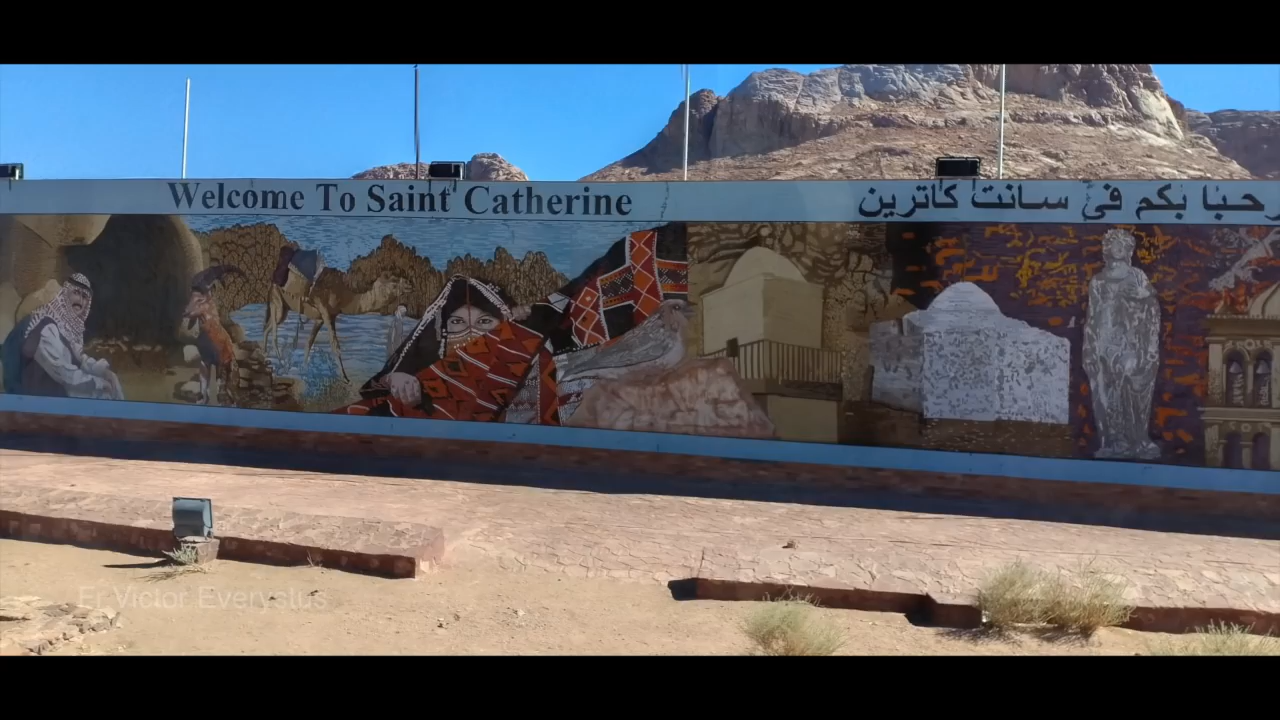 Welcome To Saint Catherine
رحبا بكم في سانت كاترين
Fr Victor Everystus